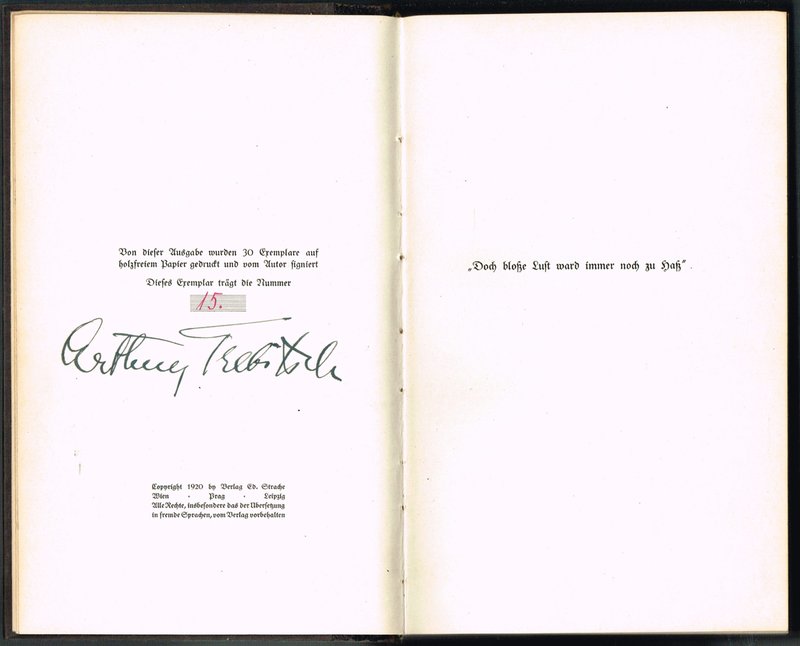 Von dieser Ausgabe wurden 30 Exemplare auf
holzfreiem Papier gedruckt und vom Autor signiert
Dieses Exemplar trägt die Nummer
15.
Arthur Trebitsch
Copyright 1920 by Verlag Ed. Strache
Wien · Prag · Leipzig
Alle Rechte, insbesondere das der Übersetzung
in fremde Sprachen, vom Verlag vorbehalten
„Doch bloße Lust ward immer noch zu Haß“.